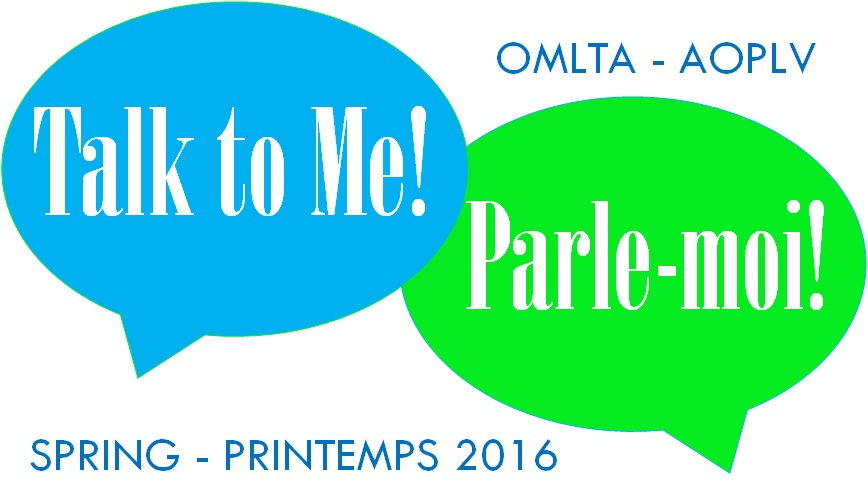 OMLTA - AOPLV
Talk to Me!
Parle-moi!
SPRING - PRINTEMPS 2016